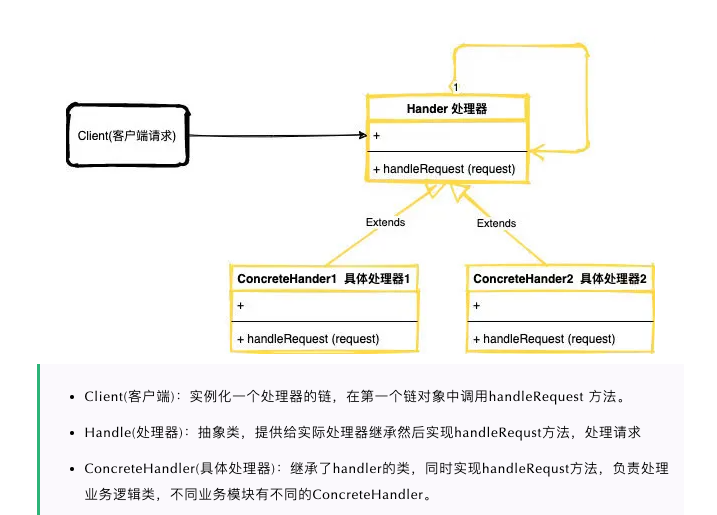 1
Hander 处理器
Client(客户端请求)
+
+ handleRequest (request)
Extends
Extends
ConcreteHander1 具体处理器1
+
+ handleRequest (request)
ConcreteHander2 具体处理器2
+
+ handleRequest (request)
• Client(客户端)：实例化一个处理器的链，在第一个链对象中调用handleRequest 方法。
• Handle(处理器)：抽象类，提供给实际处理器继承然后实现handleRequst方法，处理请求
• ConcreteHandler(具体处理器)：继承了handler的类，同时实现handleRequst方法，负责处理
业务逻辑类，不同业务模块有不同的ConcreteHandler。